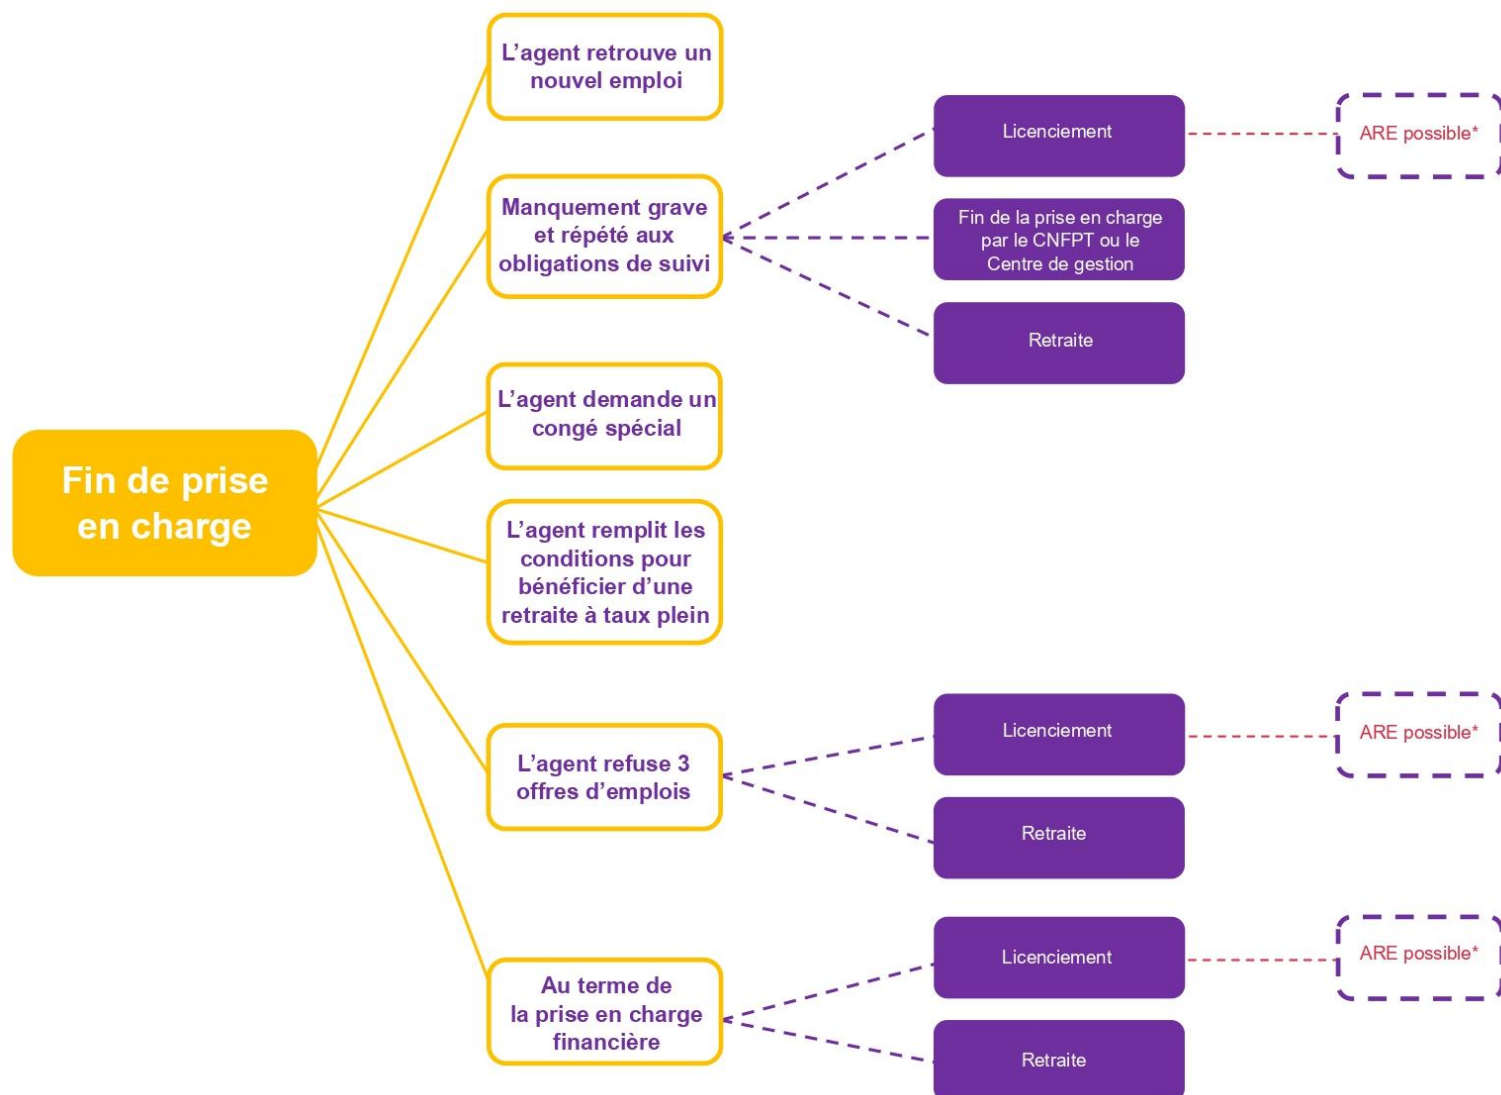 L’agent retrouve un
nouvel emploi
Manquement grave
et répété aux
obligations de suivi
Licenciement
ARE possible*
Fin de la prise en charge
par le CNFPT ou le
Centre de gestion
Retraite
L’agent demande un
congé spécial
Fin de prise
en charge
L’agent remplit les
conditions pour
bénéficier d’une
retraite à taux plein
L’agent refuse 3
offres d’emplois
Licenciement
ARE possible*
Retraite
Au terme de
la prise en charge
financière
Licenciement
ARE possible*
Retraite